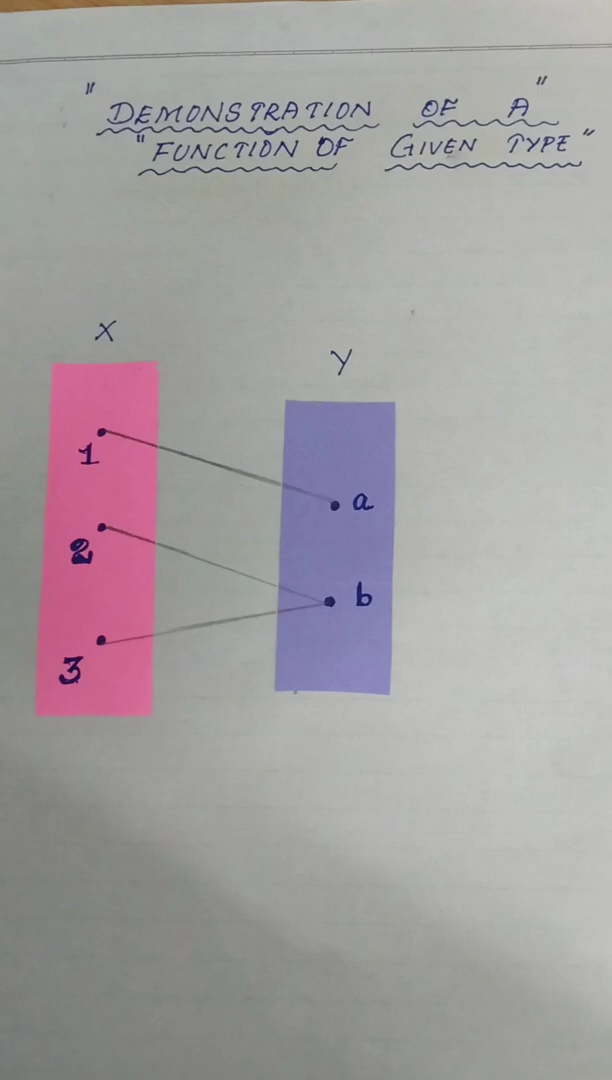 "DEMONSTRATION OF A"
"FUNCTION OF GIVEN TYPE"
X
Y
1
a
2
b
3